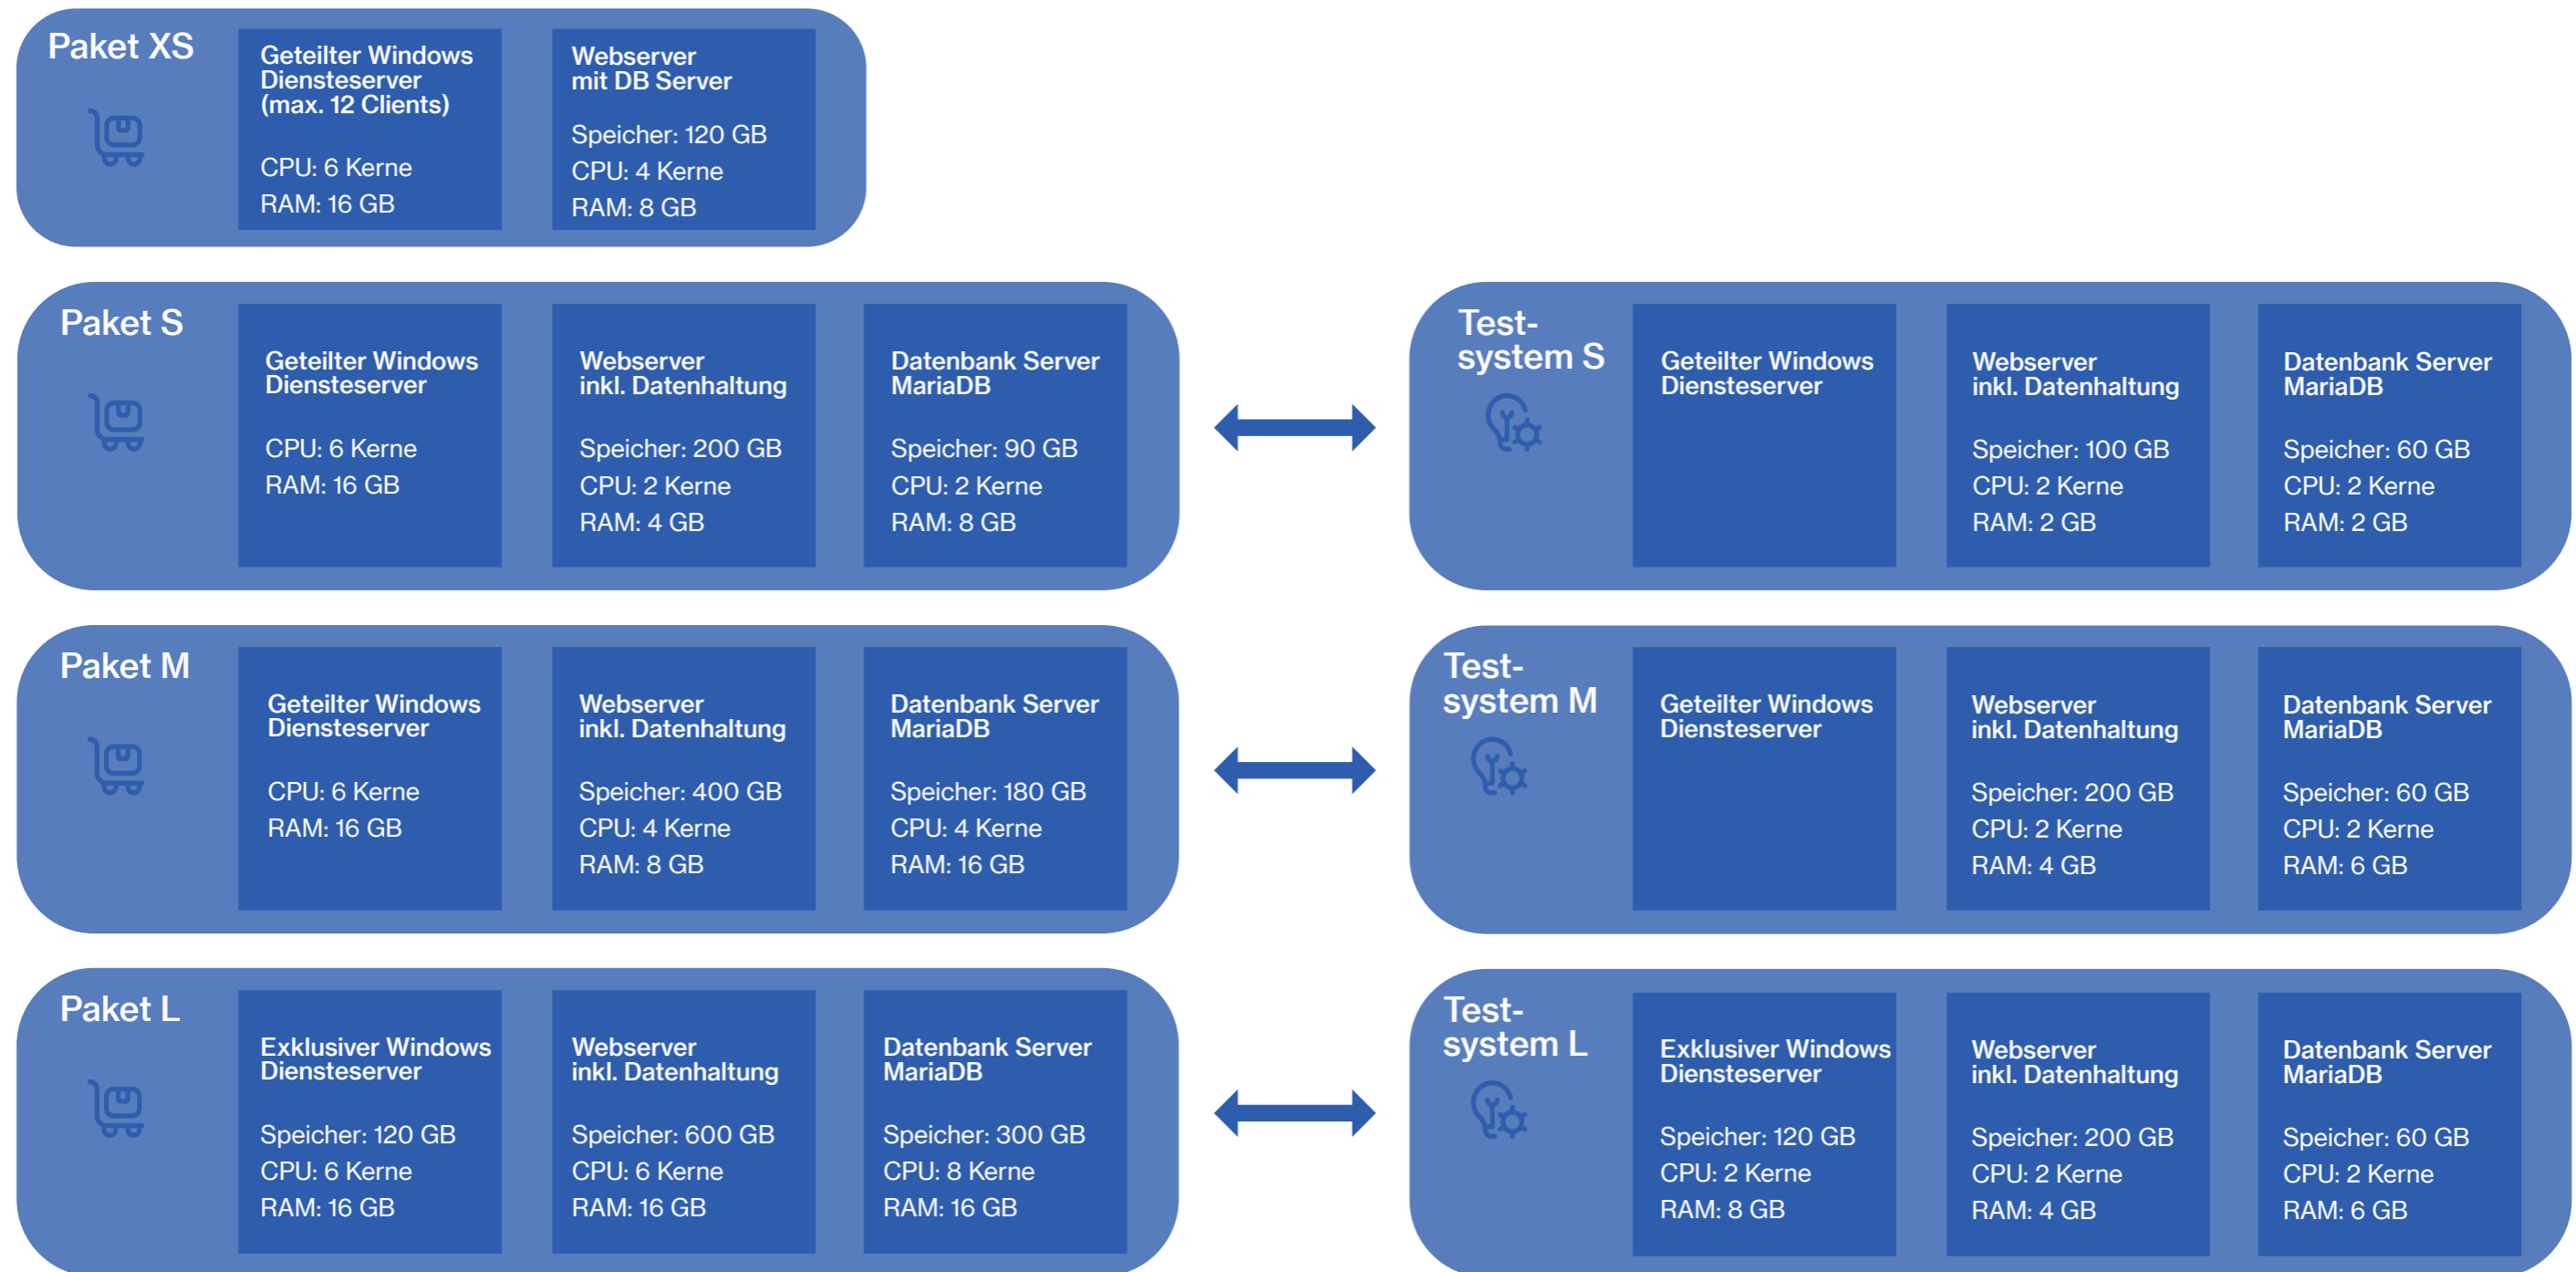 Paket XS
Geteilter Windows
Diensteserver
(max. 12 Clients)
CPU: 6 Kerne
RAM: 16 GB
Webserver
mit DB Server
Speicher: 120 GB
CPU: 4 Kerne
RAM: 8 GB
Paket S
Geteilter Windows
Diensteserver
CPU: 6 Kerne
RAM: 16 GB
Webserver
inkl. Datenhaltung
Speicher: 200 GB
CPU: 2 Kerne
RAM: 4 GB
Datenbank Server
MariaDB
Speicher: 90 GB
CPU: 2 Kerne
RAM: 8 GB
Test-
system S
Geteilter Windows
Diensteserver
Webserver
inkl. Datenhaltung
Speicher: 100 GB
CPU: 2 Kerne
RAM: 2 GB
Datenbank Server
MariaDB
Speicher: 60 GB
CPU: 2 Kerne
RAM: 2 GB
Paket M
Geteilter Windows
Diensteserver
CPU: 6 Kerne
RAM: 16 GB
Webserver
inkl. Datenhaltung
Speicher: 400 GB
CPU: 4 Kerne
RAM: 8 GB
Datenbank Server
MariaDB
Speicher: 180 GB
CPU: 4 Kerne
RAM: 16 GB
Test-
system M
Geteilter Windows
Diensteserver
Webserver
inkl. Datenhaltung
Speicher: 200 GB
CPU: 2 Kerne
RAM: 4 GB
Datenbank Server
MariaDB
Speicher: 60 GB
CPU: 2 Kerne
RAM: 6 GB
Paket L
Exklusiver Windows
Diensteserver
Speicher: 120 GB
CPU: 6 Kerne
RAM: 16 GB
Webserver
inkl. Datenhaltung
Speicher: 600 GB
CPU: 6 Kerne
RAM: 16 GB
Datenbank Server
MariaDB
Speicher: 300 GB
CPU: 8 Kerne
RAM: 16 GB
Test-
system L
Exklusiver Windows
Diensteserver
Speicher: 120 GB
CPU: 2 Kerne
RAM: 8 GB
Webserver
inkl. Datenhaltung
Speicher: 200 GB
CPU: 2 Kerne
RAM: 4 GB
Datenbank Server
MariaDB
Speicher: 60 GB
CPU: 2 Kerne
RAM: 6 GB